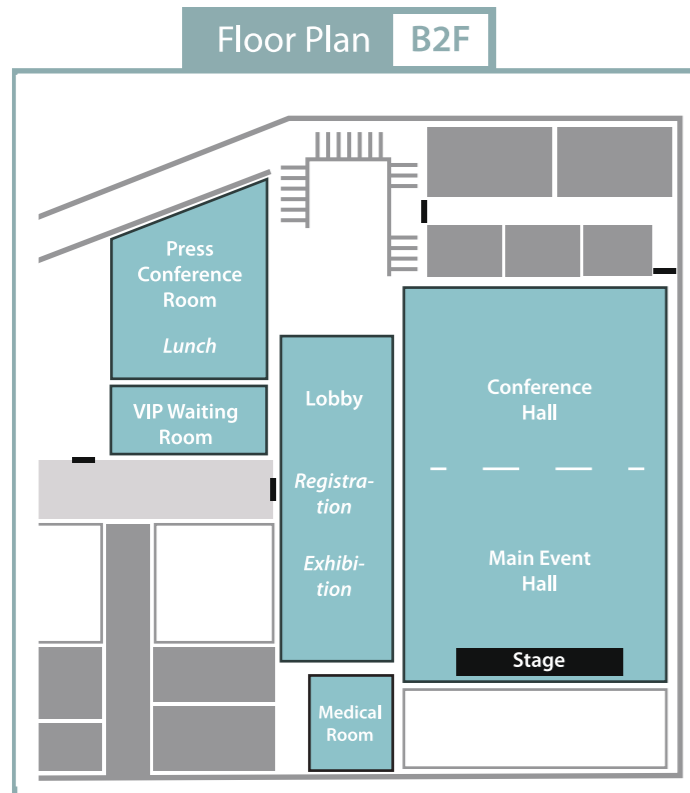 Floor Plan B2F
Press
Conference
Room
Lunch
VIP Waiting
Room
Lobby
Registra-
tion
Exhibi-
tion
Conference
Hall
Main Event
Hall
Stage
Medical
Room